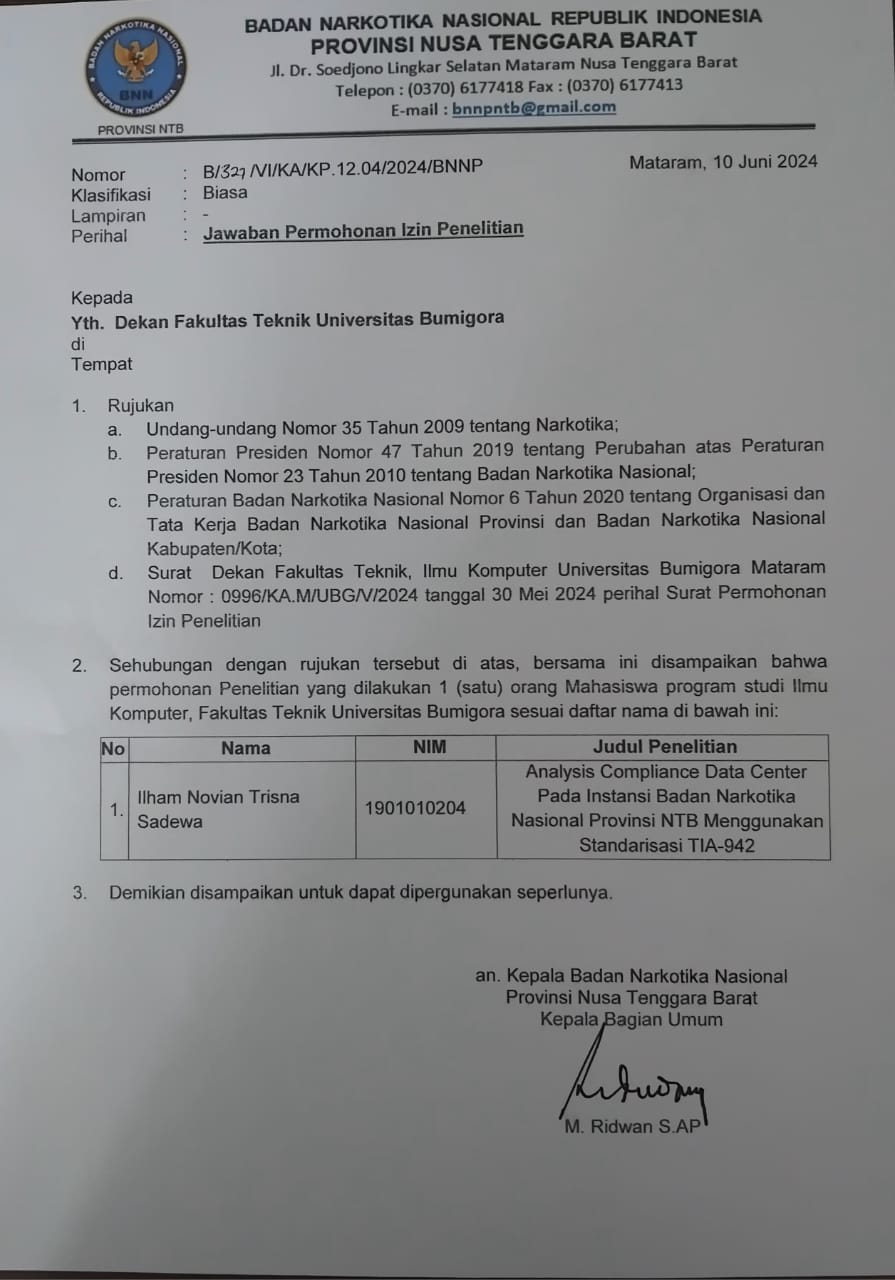 BADAN NARKOTIKA NASIONAL
BNN
REPUBLIK INDONESIA
PROVINSI NTB
BADAN NARKOTIKA NASIONAL REPUBLIK INDONESIA
PROVINSI NUSA TENGGARA BARAT
Jl. Dr. Soedjono Lingkar Selatan Mataram Nusa Tenggara Barat
Telepon : (0370) 6177418 Fax : (0370) 6177413
E-mail : bnnpntb@gmail.com
Nomor : B/327/VI/KA/KP.12.04/2024/BNNP Mataram, 10 Juni 2024
Klasifikasi : Biasa
Lampiran : -
Perihal : Jawaban Permohonan Izin Penelitian
Kepada
Yth. Dekan Fakultas Teknik Universitas Bumigora
di
Tempat
1. Rujukan
a. Undang-undang Nomor 35 Tahun 2009 tentang Narkotika;
b. Peraturan Presiden Nomor 47 Tahun 2019 tentang Perubahan atas Peraturan
Presiden Nomor 23 Tahun 2010 tentang Badan Narkotika Nasional;
c. Peraturan Badan Narkotika Nasional Nomor 6 Tahun 2020 tentang Organisasi dan
Tata Kerja Badan Narkotika Nasional Provinsi dan Badan Narkotika Nasional
Kabupaten/Kota;
d. Surat Dekan Fakultas Teknik, Ilmu Komputer Universitas Bumigora Mataram
Nomor : 0996/KA.M/UBG/V/2024 tanggal 30 Mei 2024 perihal Surat Permohonan
Izin Penelitian
2. Sehubungan dengan rujukan tersebut di atas, bersama ini disampaikan bahwa
permohonan Penelitian yang dilakukan 1 (satu) orang Mahasiswa program studi Ilmu
Komputer, Fakultas Teknik Universitas Bumigora sesuai daftar nama di bawah ini:
No Nama NIM Judul Penelitian
1. Ilham Novian Trisna Sadewa 1901010204 Analysis Compliance Data Center
Pada Instansi Badan Narkotika
Nasional Provinsi NTB Menggunakan
Standarisasi TIA-942
3. Demikian disampaikan untuk dapat dipergunakan seperlunya.
an. Kepala Badan Narkotika Nasional
Provinsi Nusa Tenggara Barat
Kepala Bagian Umum
M. Ridwan S.AP